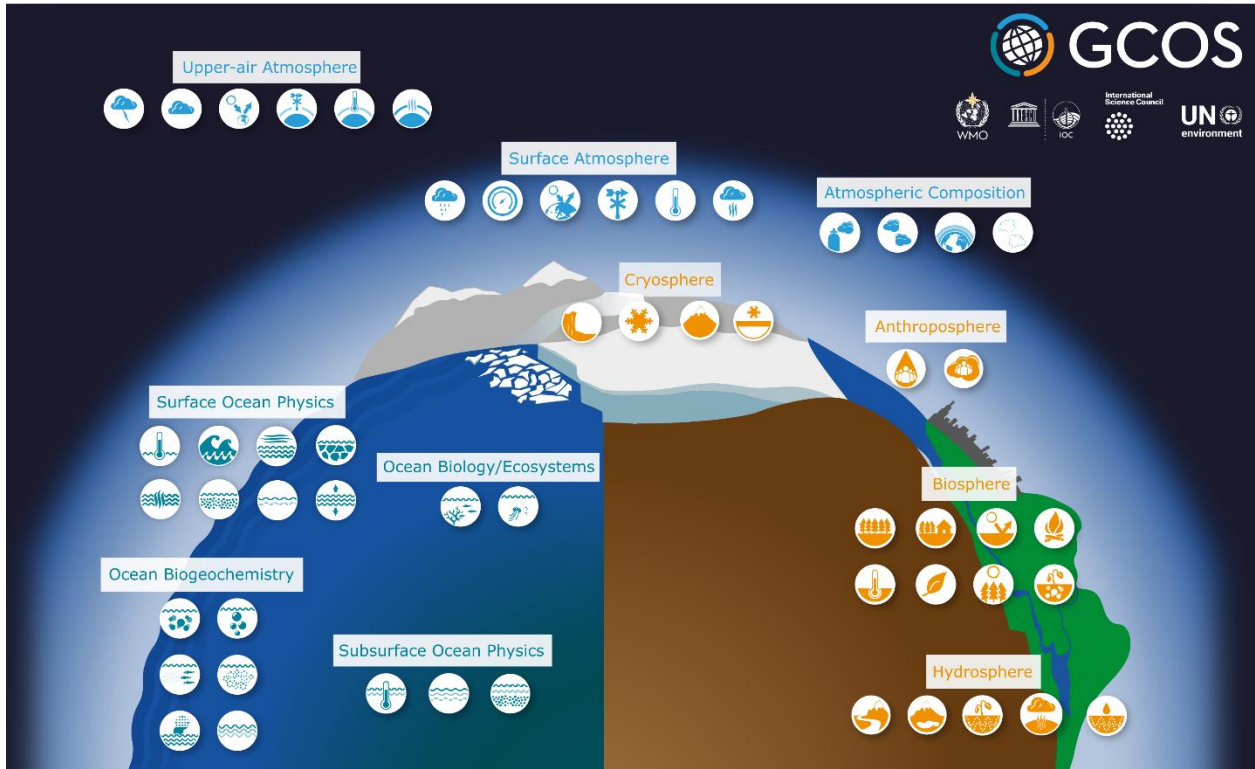 GCOS
Upper-air Atmosphere
International
Science Council
WMO
IOC
UN
environment
Surface Atmosphere
Atmospheric Composition
Cryosphere
Anthroposphere
Surface Ocean Physics
Ocean Biology/Ecosystems
Biosphere
Ocean Biogeochemistry
Subsurface Ocean Physics
Hydrosphere